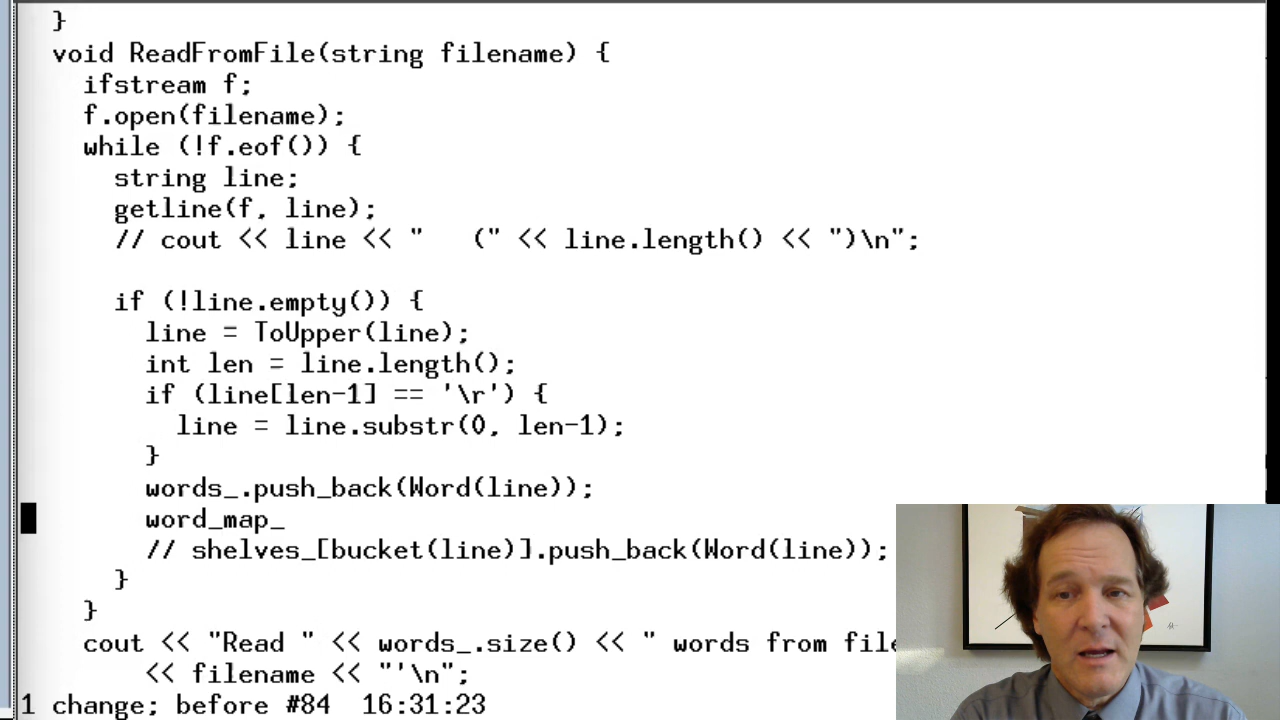 }
void ReadFromFile(string filename) {
ifstream f;
f.open(filename);
while (!f.eof()) {
string line;
getline(f, line);
// cout << line << "   (" << line.length() << ")\n";
if (!line.empty()) {
line = ToUpper(line);
int len = line.length();
if (line[len-1] == '\r') {
line = line.substr(0, len-1);
}
words_.push_back(Word(line));
word_map_
// shelves_[bucket(line)].push_back(Word(line));
}
}
cout << "Read " << words_.size() << " words from file
<< filename << "'\n";
1 change; before #84  16:31:23